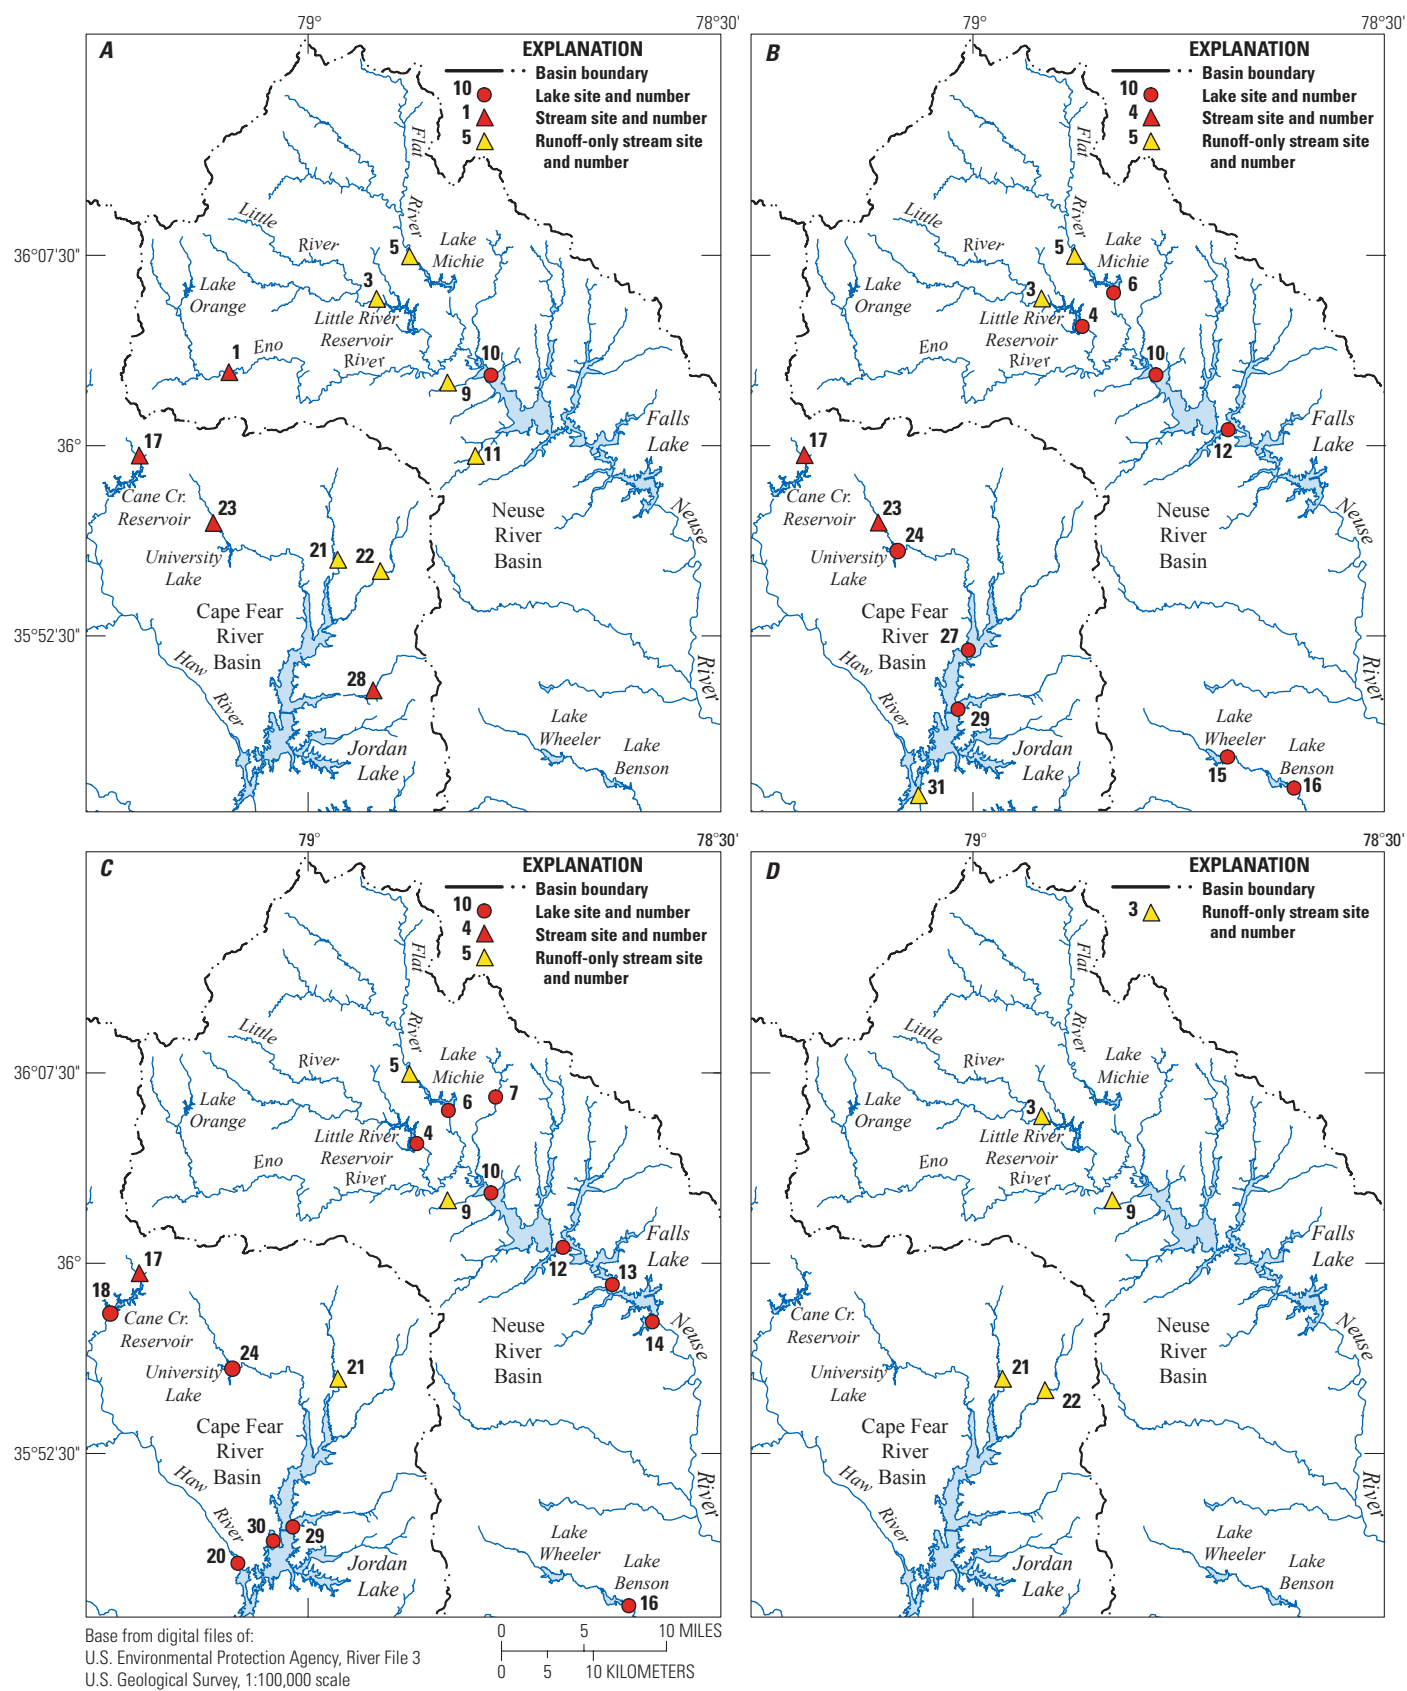 79°
78°30'
79°
78°30'
A
EXPLANATION
Basin boundary
10
Lake site and number
1
Stream site and number
5
Runoff-only stream site
and number
Flat
River
Little
River
5
Lake
Michie
36°07'30"
Lake
Orange
3
Little River
Reservoir
River
Eno
1
10
9
Falls
Lake
36°
17
11
Cane Cr.
Reservoir
23
Neuse
River
Basin
Neuse
University
Lake
21
22
Cape Fear
River
Basin
35°52'30"
Haw
River
28
River
Lake
Wheeler
Lake
Benson
Jordan
Lake
B
EXPLANATION
Basin boundary
10
Lake site and number
4
Stream site and number
5
Runoff-only stream site
and number
Flat
River
Little
River
5
Lake
Michie
6
Lake
Orange
3
Little River
Reservoir
River
4
Eno
10
Falls
Lake
12
17
Cane Cr.
Reservoir
23
24
Neuse
River
Basin
Neuse
University
Lake
Cape Fear
River
Basin
27
Haw
River
29
River
Lake
Wheeler
Lake
Benson
15
16
Jordan
Lake
31
79°
78°30'
79°
78°30'
C
EXPLANATION
Basin boundary
10
Lake site and number
4
Stream site and number
5
Runoff-only stream site
and number
Flat
River
Little
River
5
Lake
Michie
36°07'30"
6
7
Lake
Orange
4
Little River
Reservoir
River
Eno
10
9
Falls
Lake
36°
17
12
13
18
Cane Cr.
Reservoir
14
Neuse
Neuse
River
Basin
24
21
University
Lake
Cape Fear
River
Basin
35°52'30"
Haw
River
River
30
29
20
Jordan
Lake
Lake
Wheeler
Lake
Benson
16
D
EXPLANATION
Basin boundary
3
Runoff-only stream site
and number
Flat
River
Little
River
Lake
Michie
Lake
Orange
3
Little River
Reservoir
River
Eno
9
Falls
Lake
Cane Cr.
Reservoir
Neuse
River
Basin
Neuse
University
Lake
21
22
Cape Fear
River
Basin
Haw
River
River
Jordan
Lake
Lake
Wheeler
Lake
Benson
Base from digital files of:
U.S. Environmental Protection Agency, River File 3
U.S. Geological Survey, 1:100,000 scale
0 5 10 MILES
0 5 10 KILOMETERS